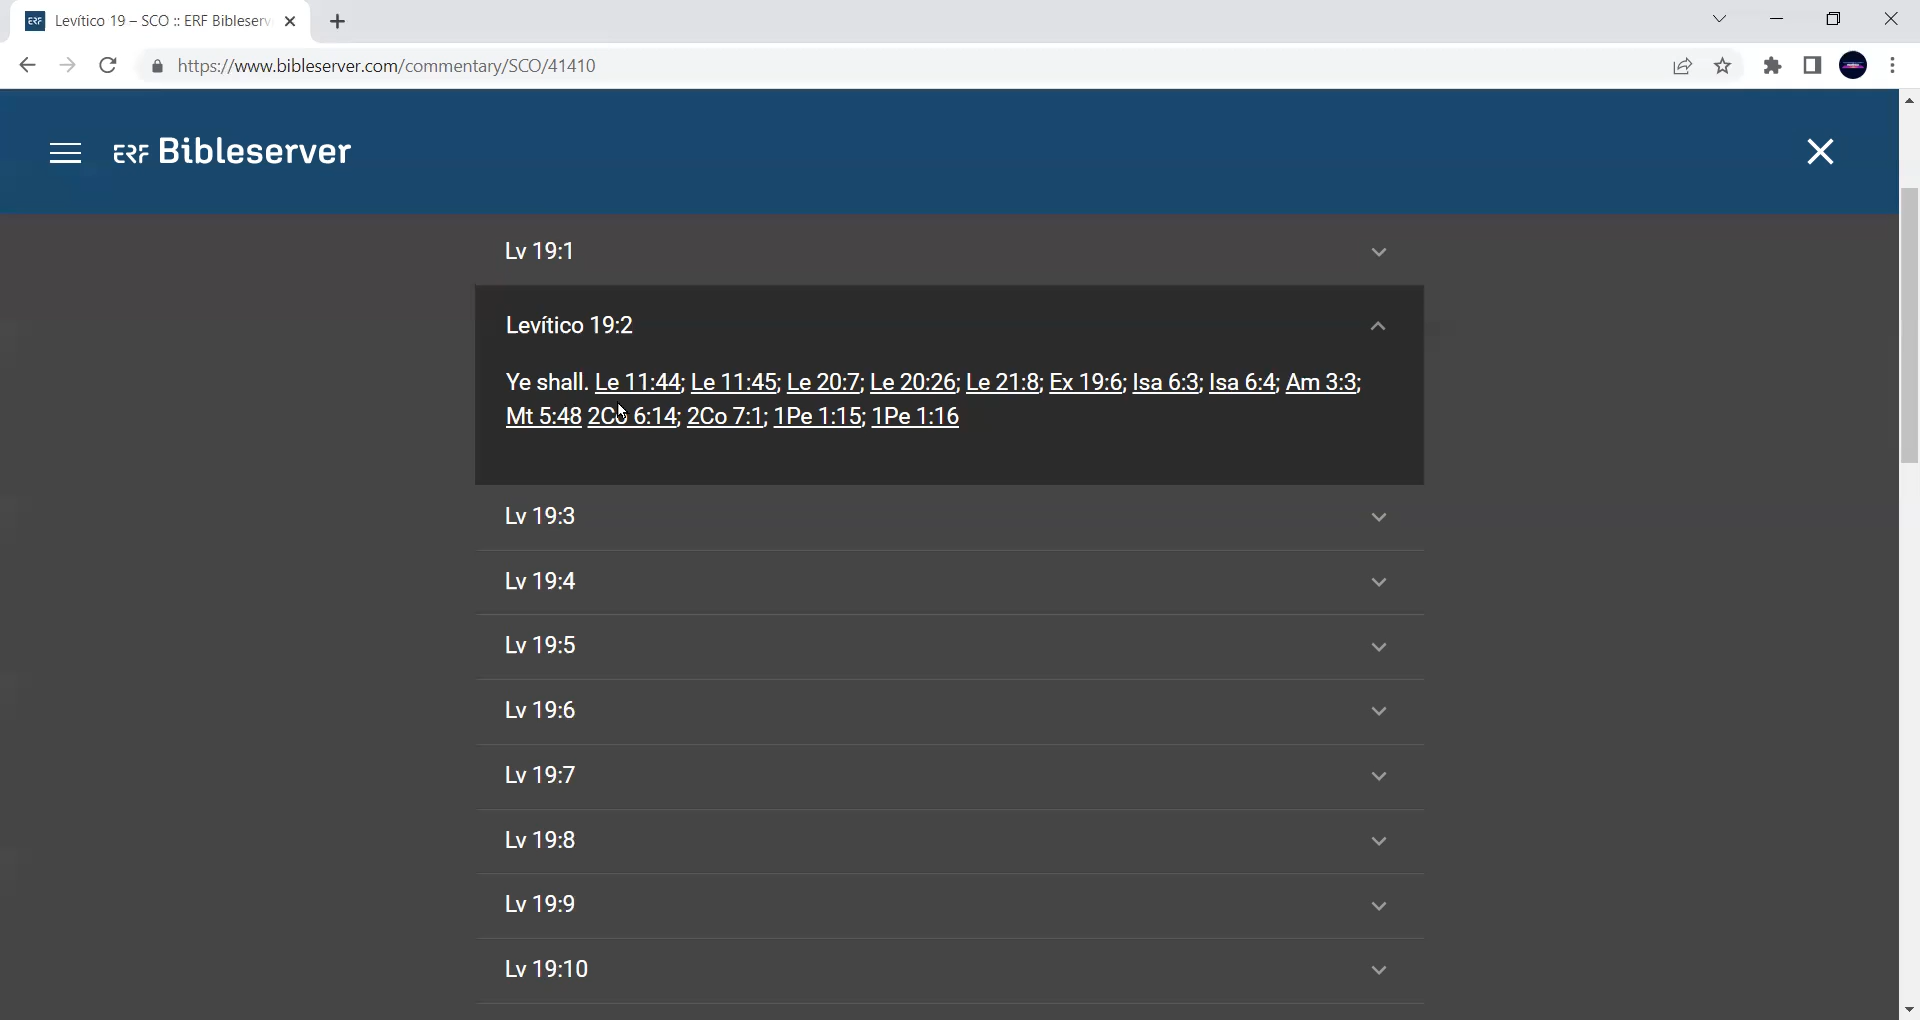 Levítico 19 – SCO :: ERF Bibleserv
https://www.bibleserver.com/commentary/SCO/41410
ERF Bibleserver
Lv 19:1
Levítico 19:2
Ye shall. Le 11:44; Le 11:45; Le 20:7; Le 20:26; Le 21:8; Ex 19:6; Isa 6:3; Isa 6:4; Am 3:3;
Mt 5:48 2Co 6:14; 2Co 7:1; 1Pe 1:15; 1Pe 1:16
Lv 19:3
Lv 19:4
Lv 19:5
Lv 19:6
Lv 19:7
Lv 19:8
Lv 19:9
Lv 19:10